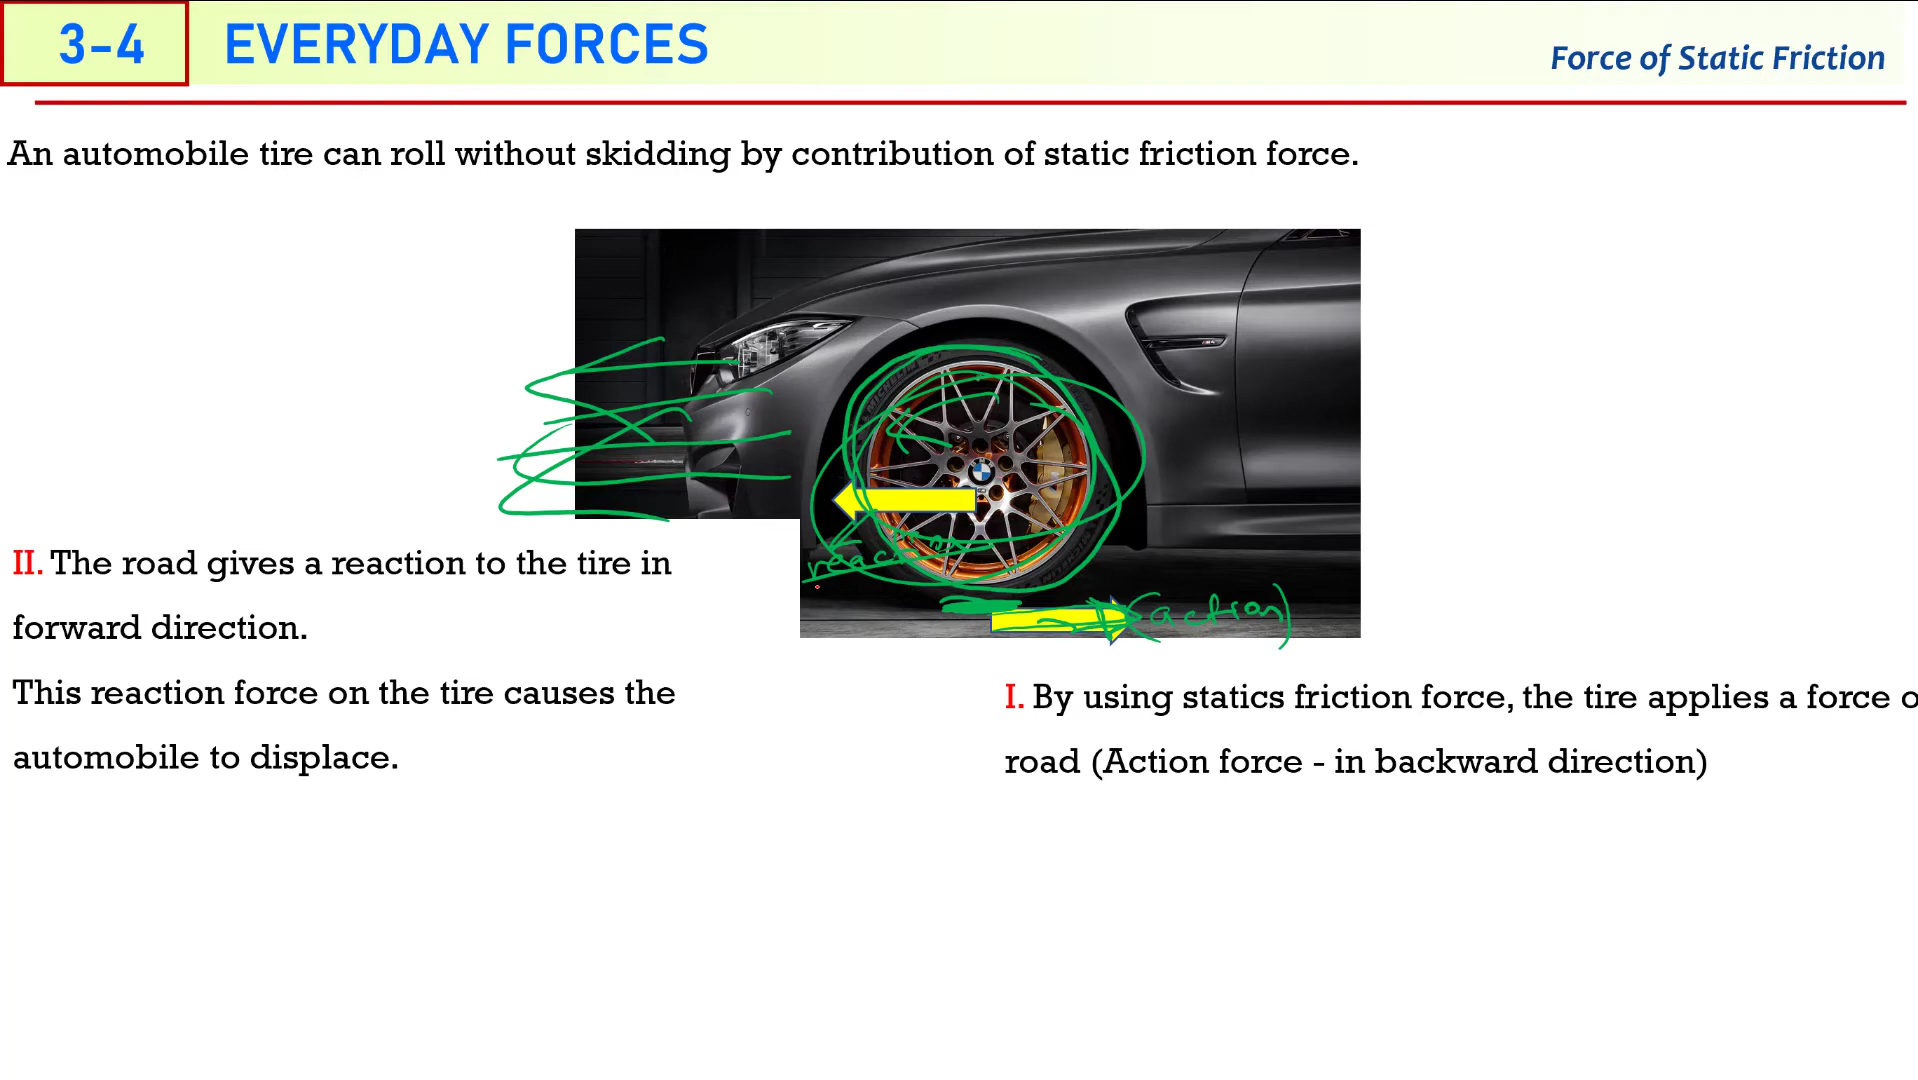 3-4 EVERYDAY FORCES
Force of Static Friction
An automobile tire can roll without skidding by contribution of static friction force.
MICHELIN
reaction
(action)
II. The road gives a reaction to the tire in
forward direction.
This reaction force on the tire causes the
automobile to displace.
I. By using statics friction force, the tire applies a force o
road (Action force - in backward direction)